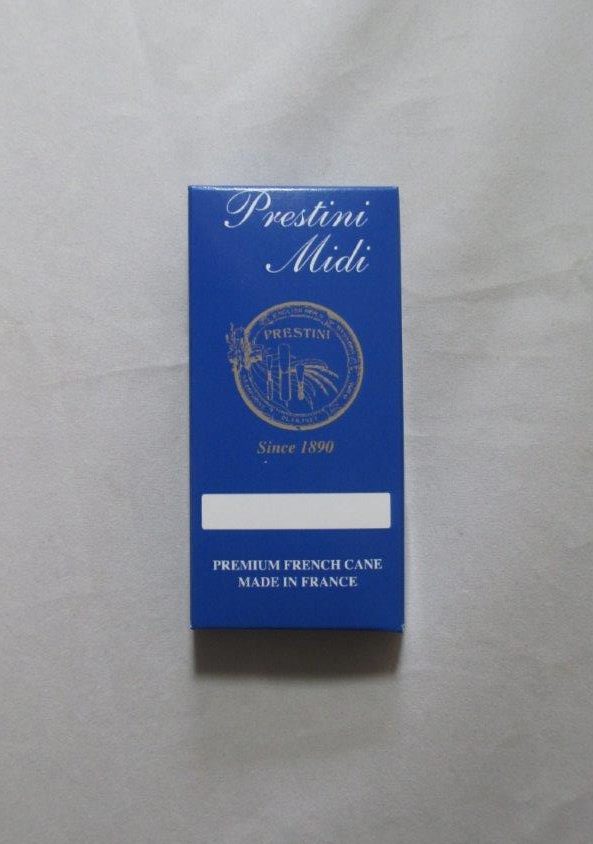 Prestini
Midi
PRESTINI
Since 1890
PREMIUM FRENCH CANE
MADE IN FRANCE